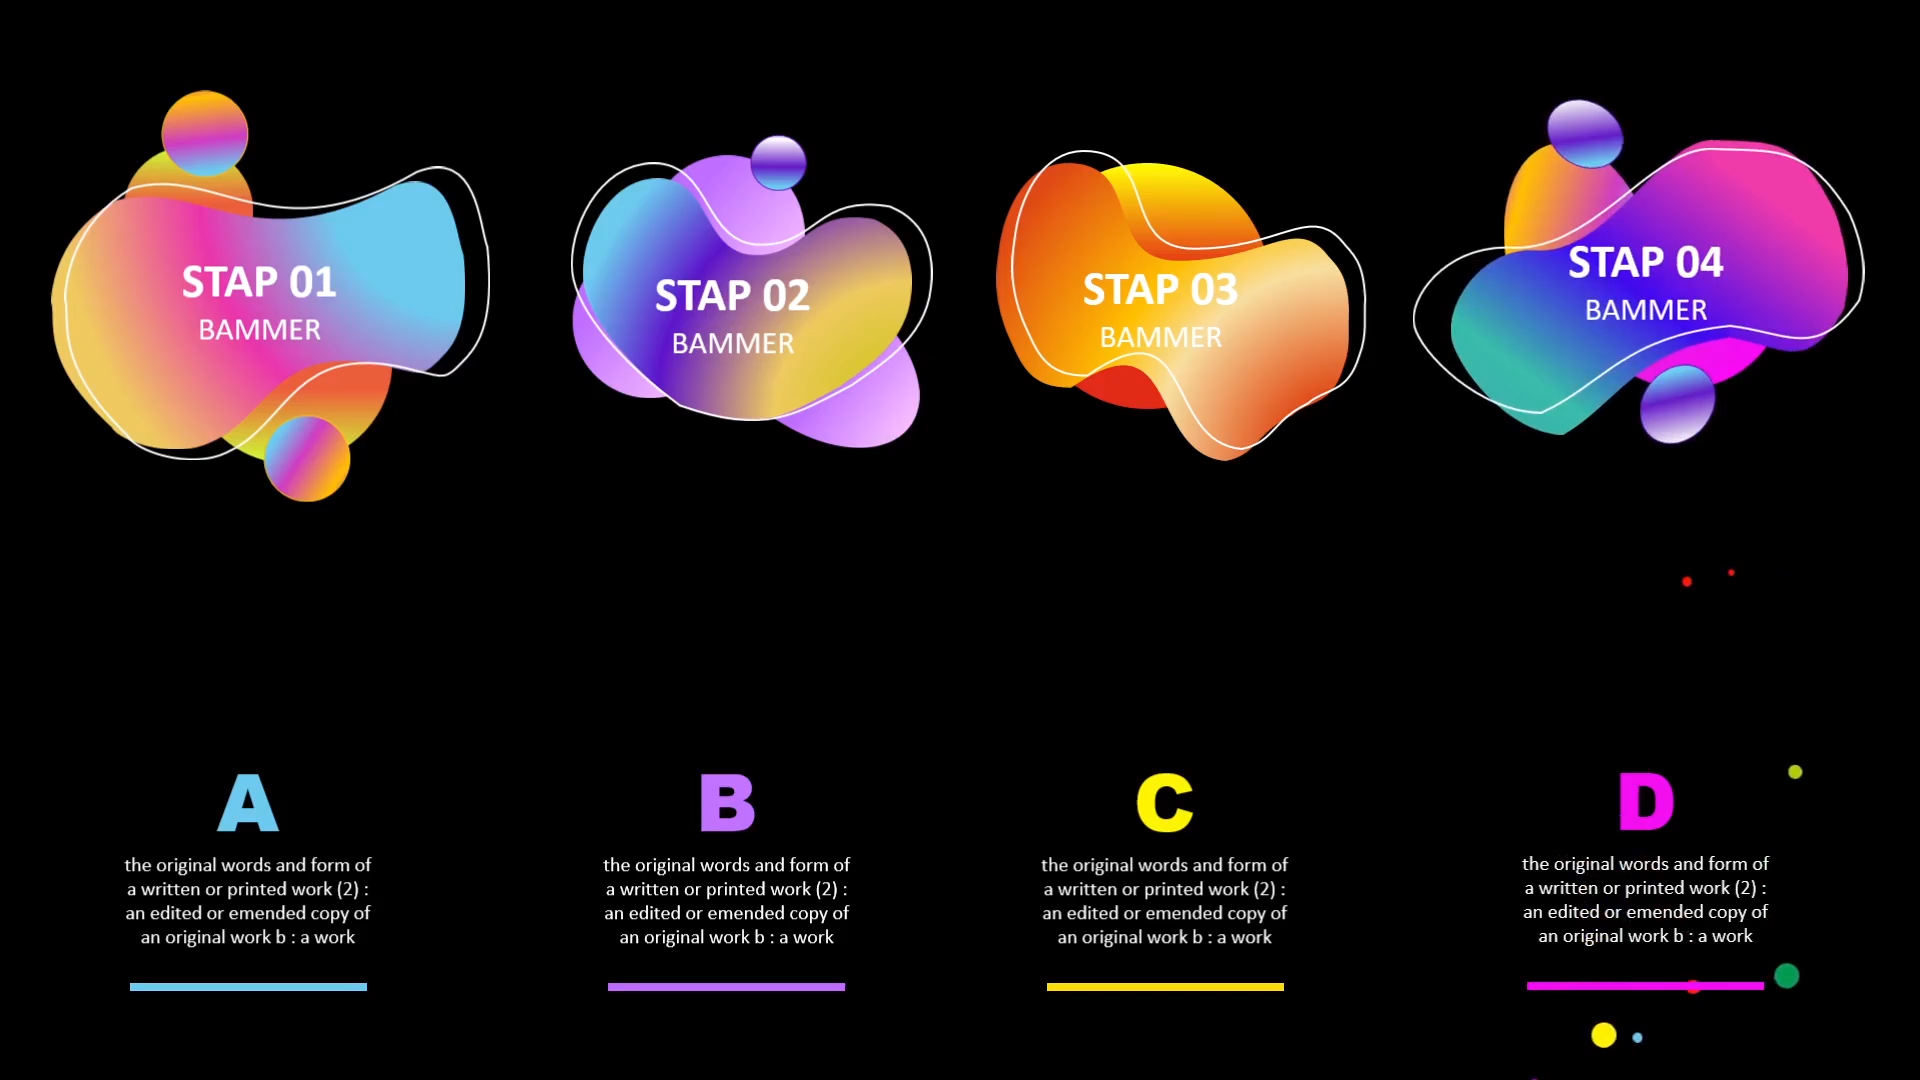 STAP 01
BAMMER
STAP 02
BAMMER
STAP 03
BAMMER
STAP 04
BAMMER
A
the original words and form of
a written or printed work (2) :
an edited or emended copy of
an original work b : a work
B
the original words and form of
a written or printed work (2) :
an edited or emended copy of
an original work b : a work
C
the original words and form of
a written or printed work (2) :
an edited or emended copy of
an original work b : a work
D
the original words and form of
a written or printed work (2) :
an edited or emended copy of
an original work b : a work